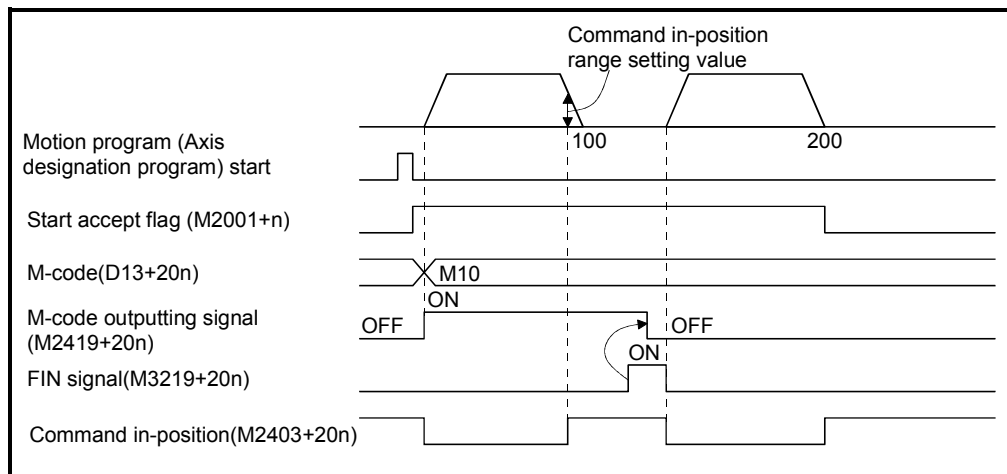 Command in-position
range setting value
100
200
Motion program (Axis
designation program) start
Start accept flag (M2001+n)
M-code(D13+20n)
M10
ON
M-code outputting signal
(M2419+20n)
OFF
OFF
ON
FIN signal(M3219+20n)
Command in-position(M2403+20n)